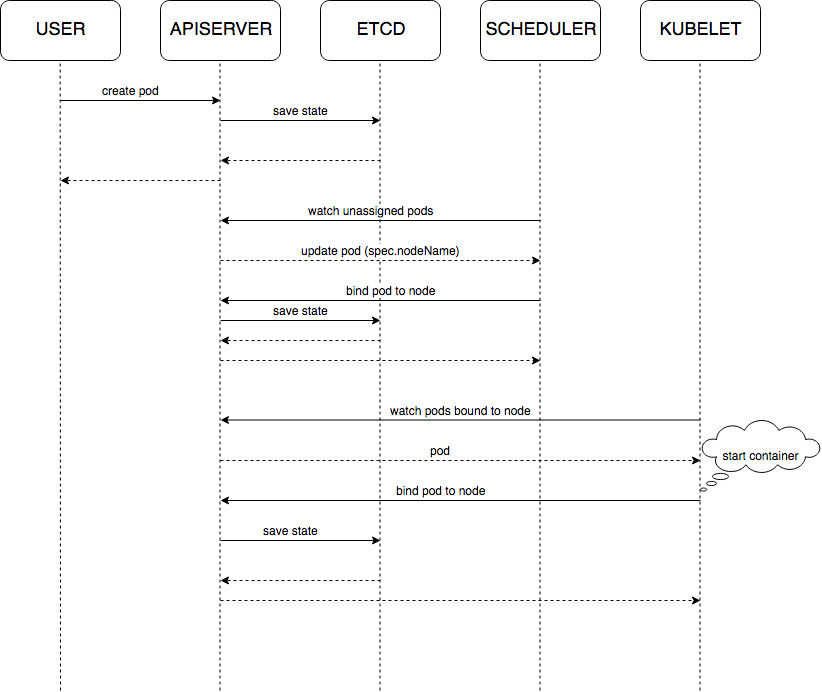 USER
APISERVER
ETCD
SCHEDULER
KUBELET
create pod
save state
watch unassigned pods
update pod (spec.nodeName)
bind pod to node
save state
watch pods bound to node
pod
start container
bind pod to node
save state